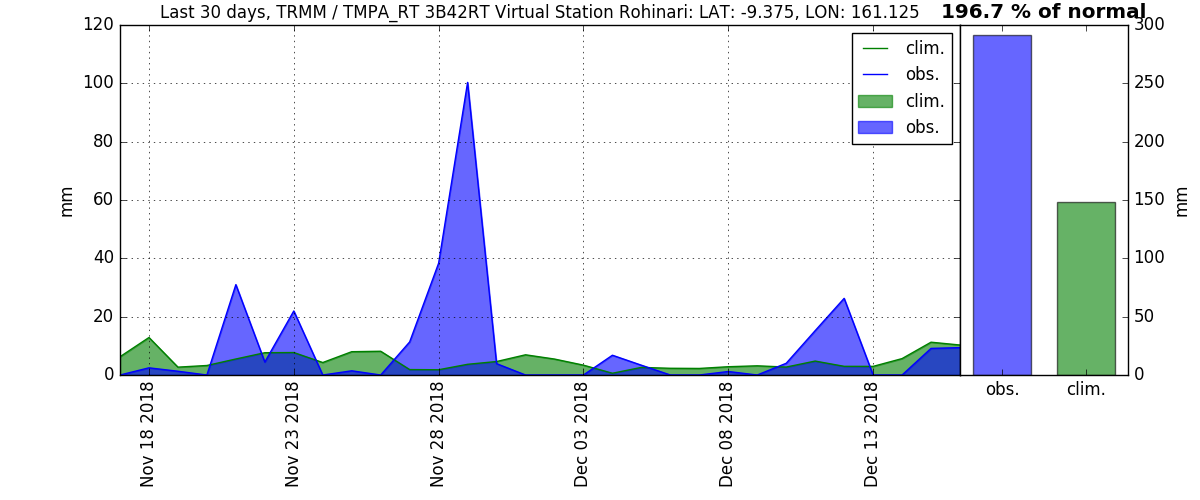 Last 30 days, TRMM / TMPA_RT 3B42RT Virtual Station Rohinari: LAT: -9.375, LON: 161.125
196.7 % of normal
120
100
80
60
40
20
0
mm
clim.
obs.
clim.
obs.
300
250
200
150
100
50
0
mm
obs.
clim.
Nov 18 2018
Nov 23 2018
Nov 28 2018
Dec 03 2018
Dec 08 2018
Dec 13 2018